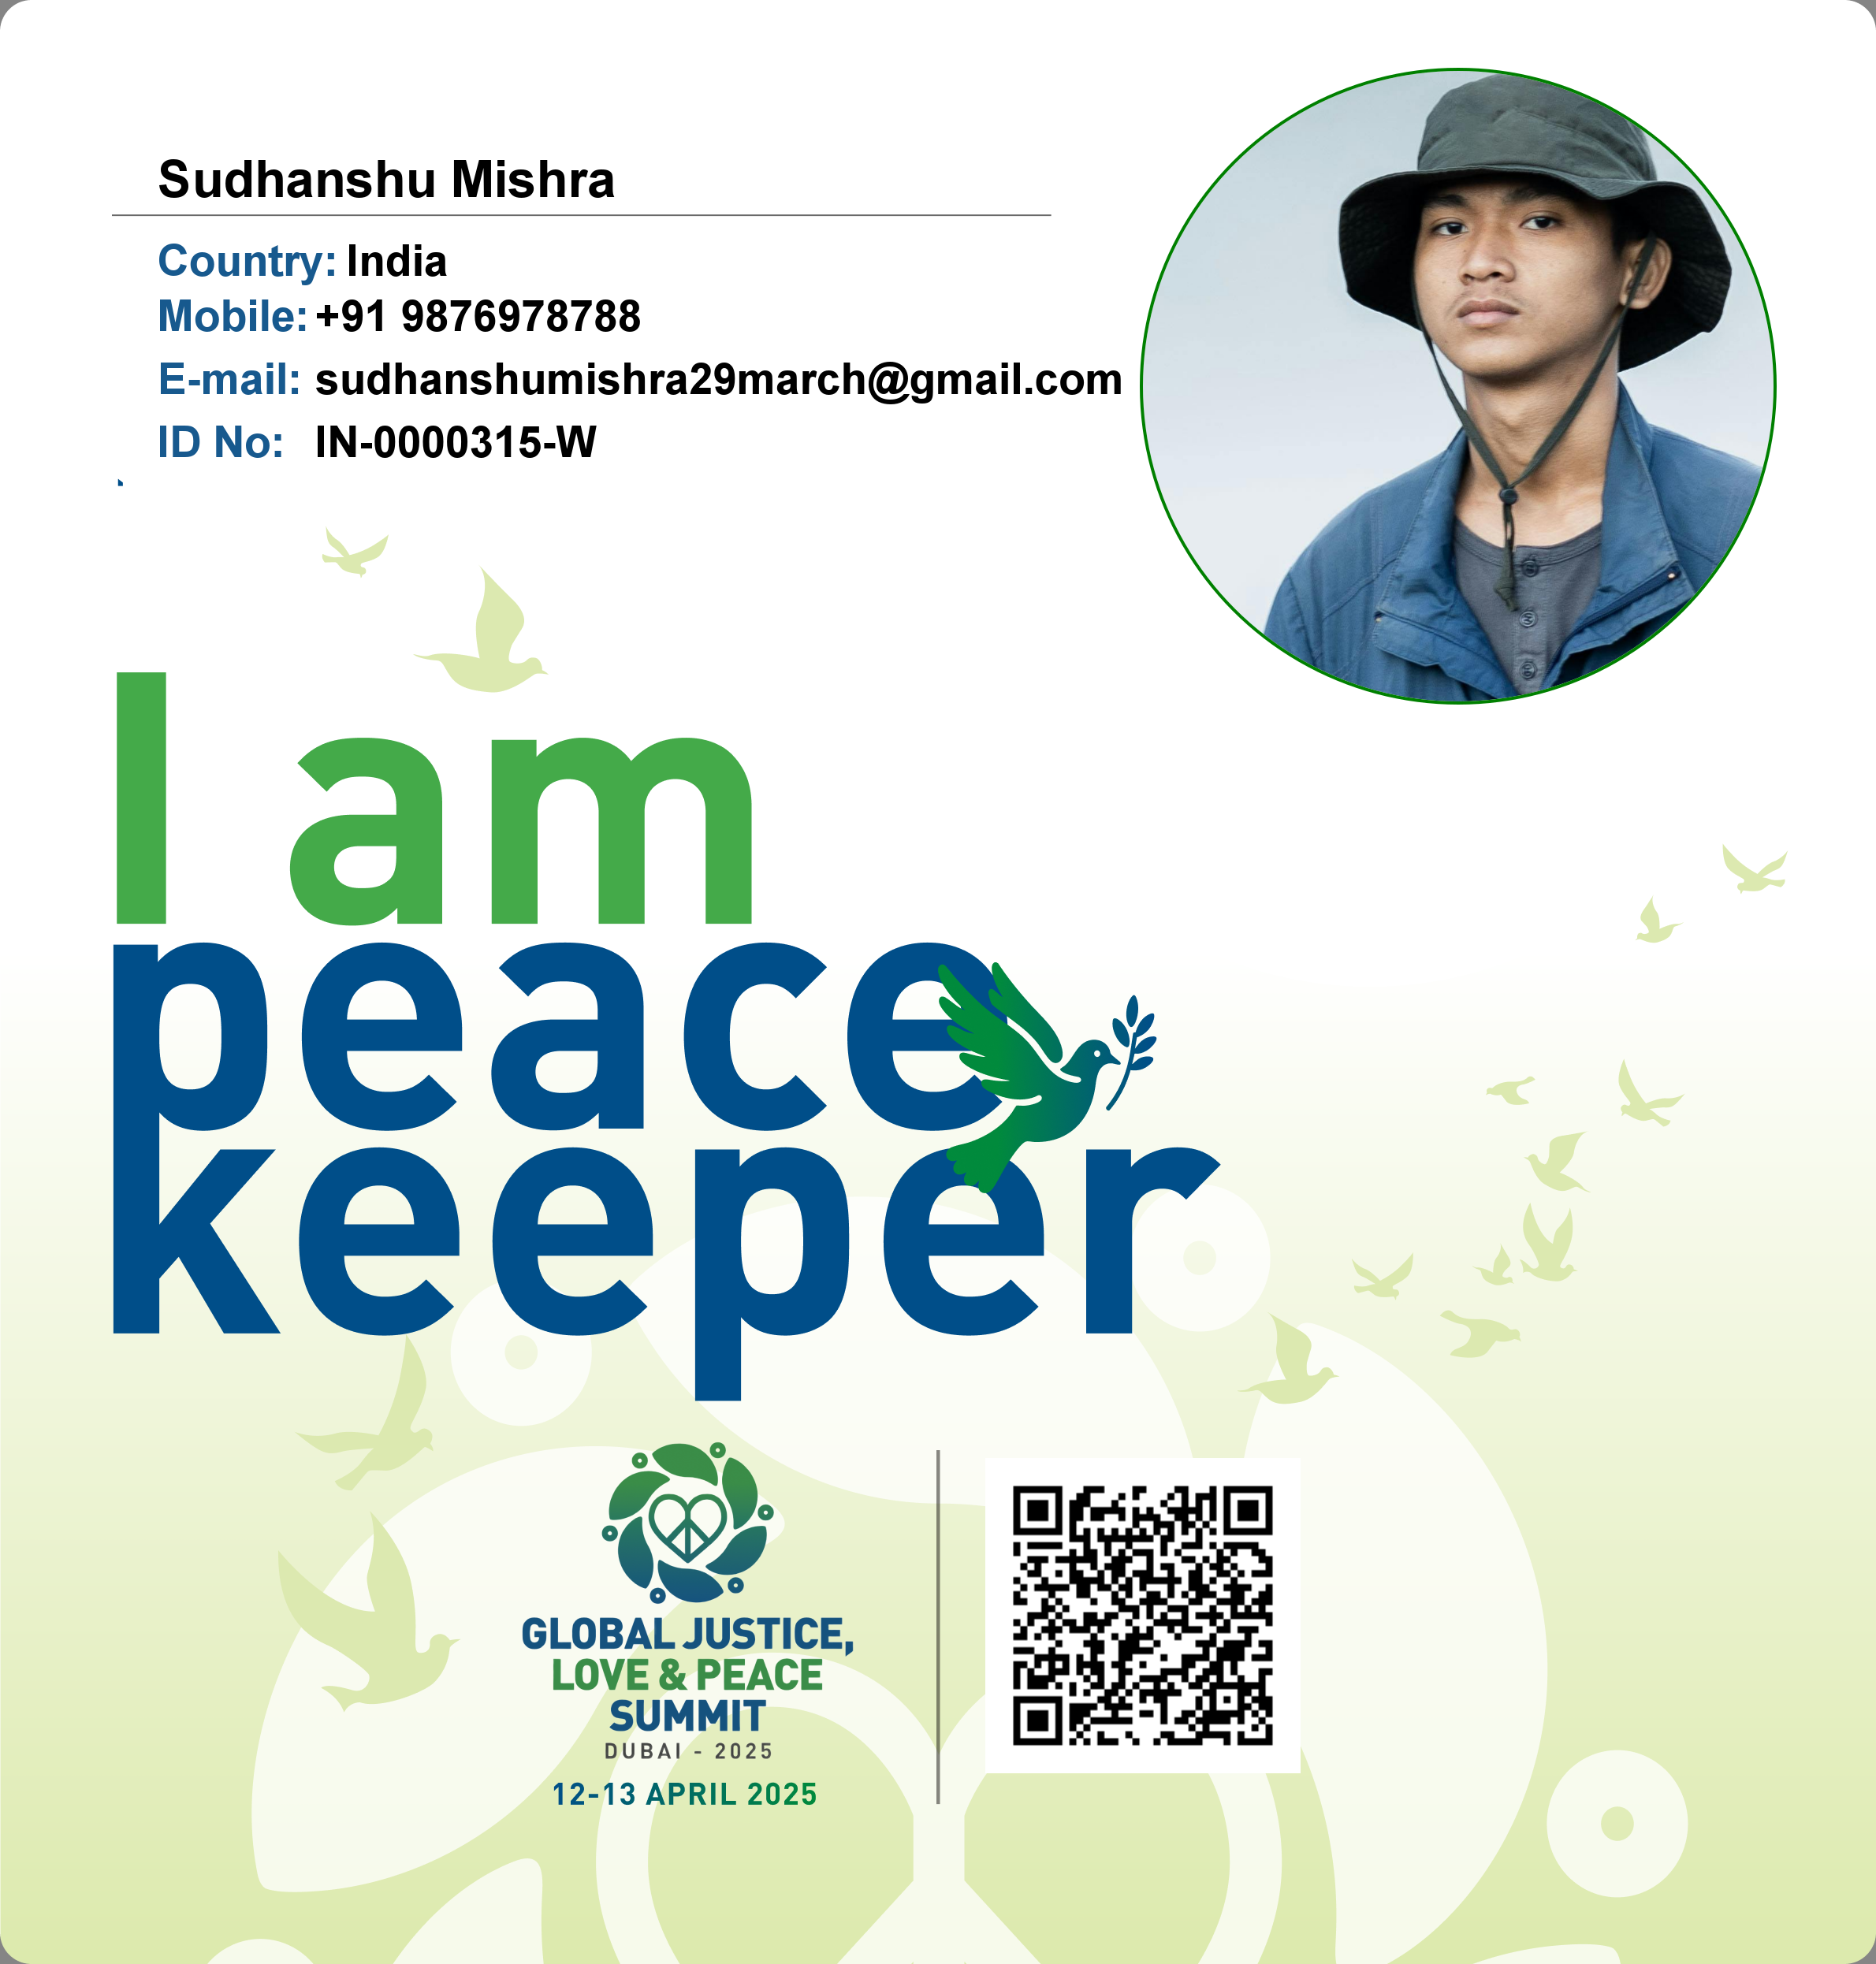 Sudhanshu Mishra
Country: India
Mobile: +91 9876978788
E-mail: sudhanshumishra29march@gmail.com
ID No: IN-0000315-W
I am
peace
keeper
GLOBAL JUSTICE,
LOVE & PEACE
SUMMIT
DUBAI - 2025
12-13 APRIL 2025